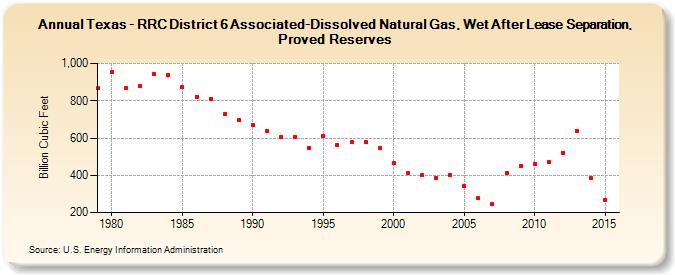 Annual Texas - RRC District 6 Associated-Dissolved Natural Gas, Wet After Lease Separation,
Proved Reserves
Billion Cubic Feet
1,000
800
600
400
200
1980 1985 1990 1995 2000 2005 2010 2015
Source: U.S. Energy Information Administration